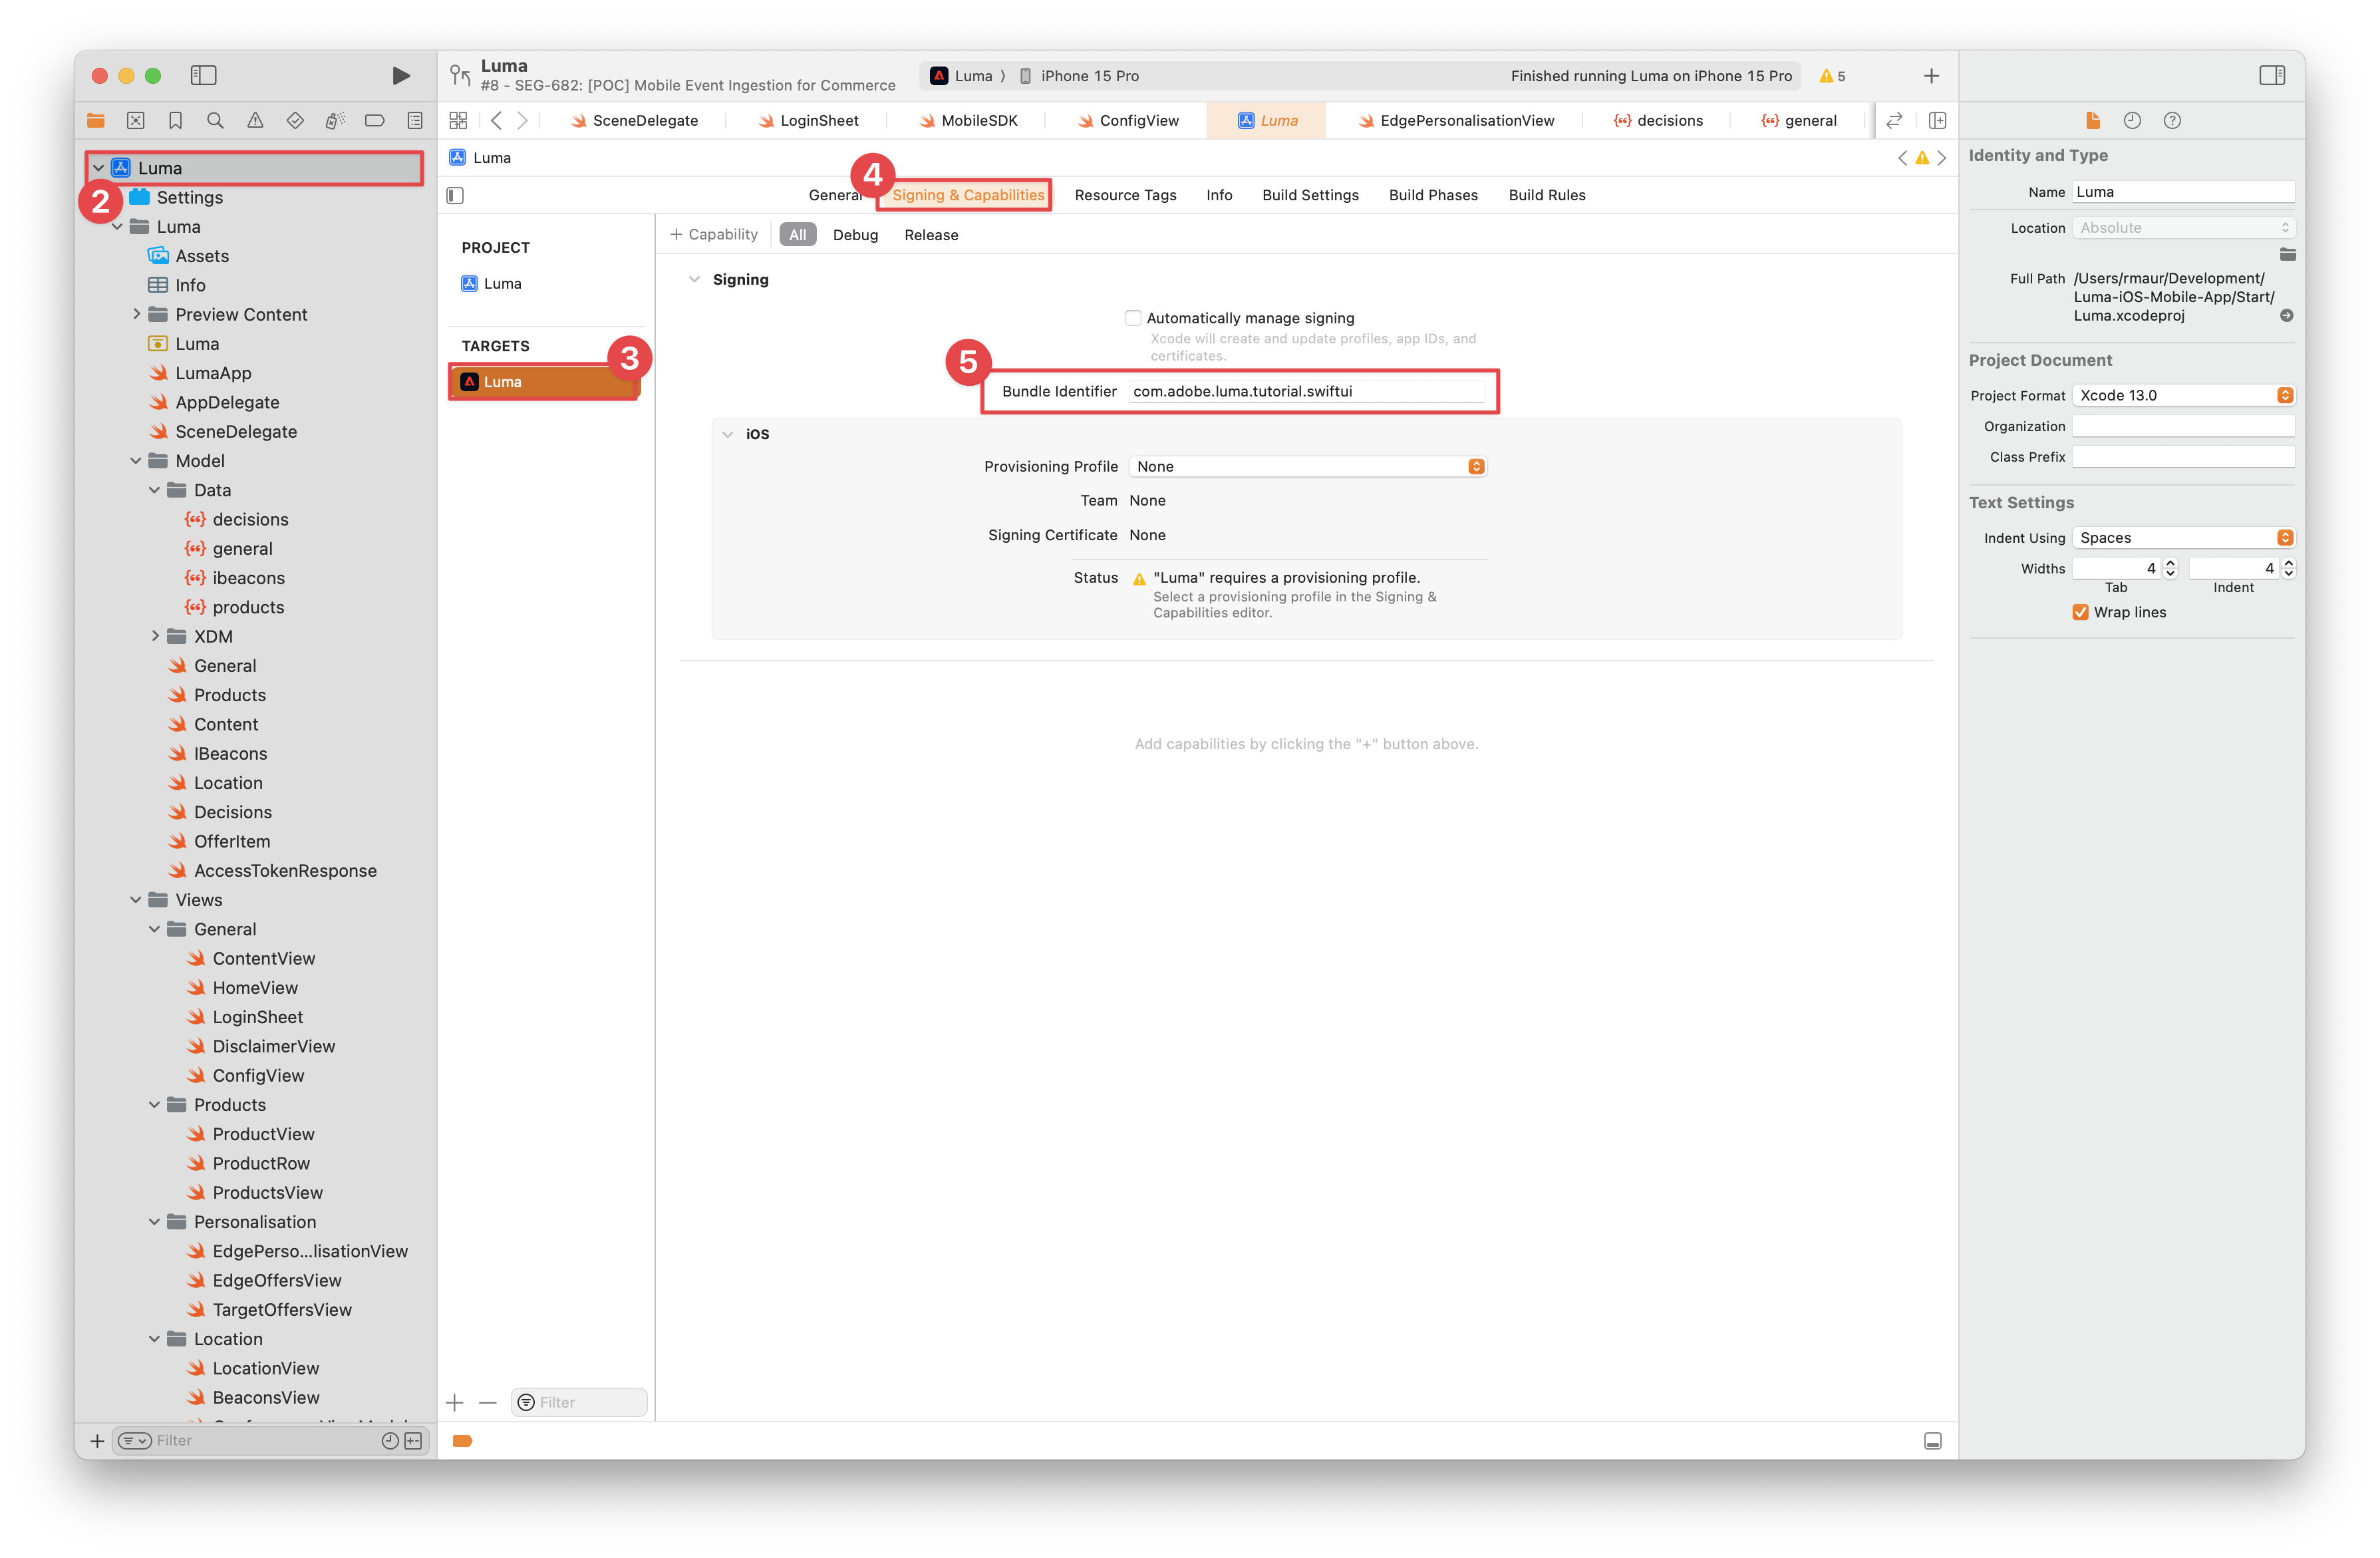 Luma
#8 - SEG-682: [POC] Mobile Event Ingestion for Commerce
Luma ⟩ iPhone 15 Pro
Finished running Luma on iPhone 15 Pro
5
SceneDelegate
LoginSheet
MobileSDK
ConfigView
Luma
EdgePersonalisationView
decisions
general
Luma
2
Settings
Luma
Assets
Info
Preview Content
Luma
LumaApp
AppDelegate
SceneDelegate
Model
Data
decisions
general
ibeacons
products
XDM
General
Products
Content
IBeacons
Location
Decisions
OfferItem
AccessTokenResponse
Views
General
ContentView
HomeView
LoginSheet
DisclaimerView
ConfigView
Products
ProductView
ProductRow
ProductsView
Personalisation
EdgePerso...lisationView
EdgeOffersView
TargetOffersView
Location
LocationView
BeaconsView
Filter
Luma
General
4
Signing & Capabilities
Resource Tags
Info
Build Settings
Build Phases
Build Rules
PROJECT
Luma
TARGETS
3
Luma
Filter
+ Capability
All
Debug
Release
Signing
Automatically manage signing
Xcode will create and update profiles, app IDs, and
certificates.
5
Bundle Identifier com.adobe.luma.tutorial.swiftui
iOS
Provisioning Profile None
Team None
Signing Certificate None
Status "Luma" requires a provisioning profile.
Select a provisioning profile in the Signing &
Capabilities editor.
Add capabilities by clicking the "+" button above.
Identity and Type
Name Luma
Location Absolute
Full Path /Users/rmaur/Development/
Luma-iOS-Mobile-App/Start/
Luma.xcodeproj
Project Document
Project Format Xcode 13.0
Organization
Class Prefix
Text Settings
Indent Using Spaces
Widths 4 4
Tab Indent
Wrap lines